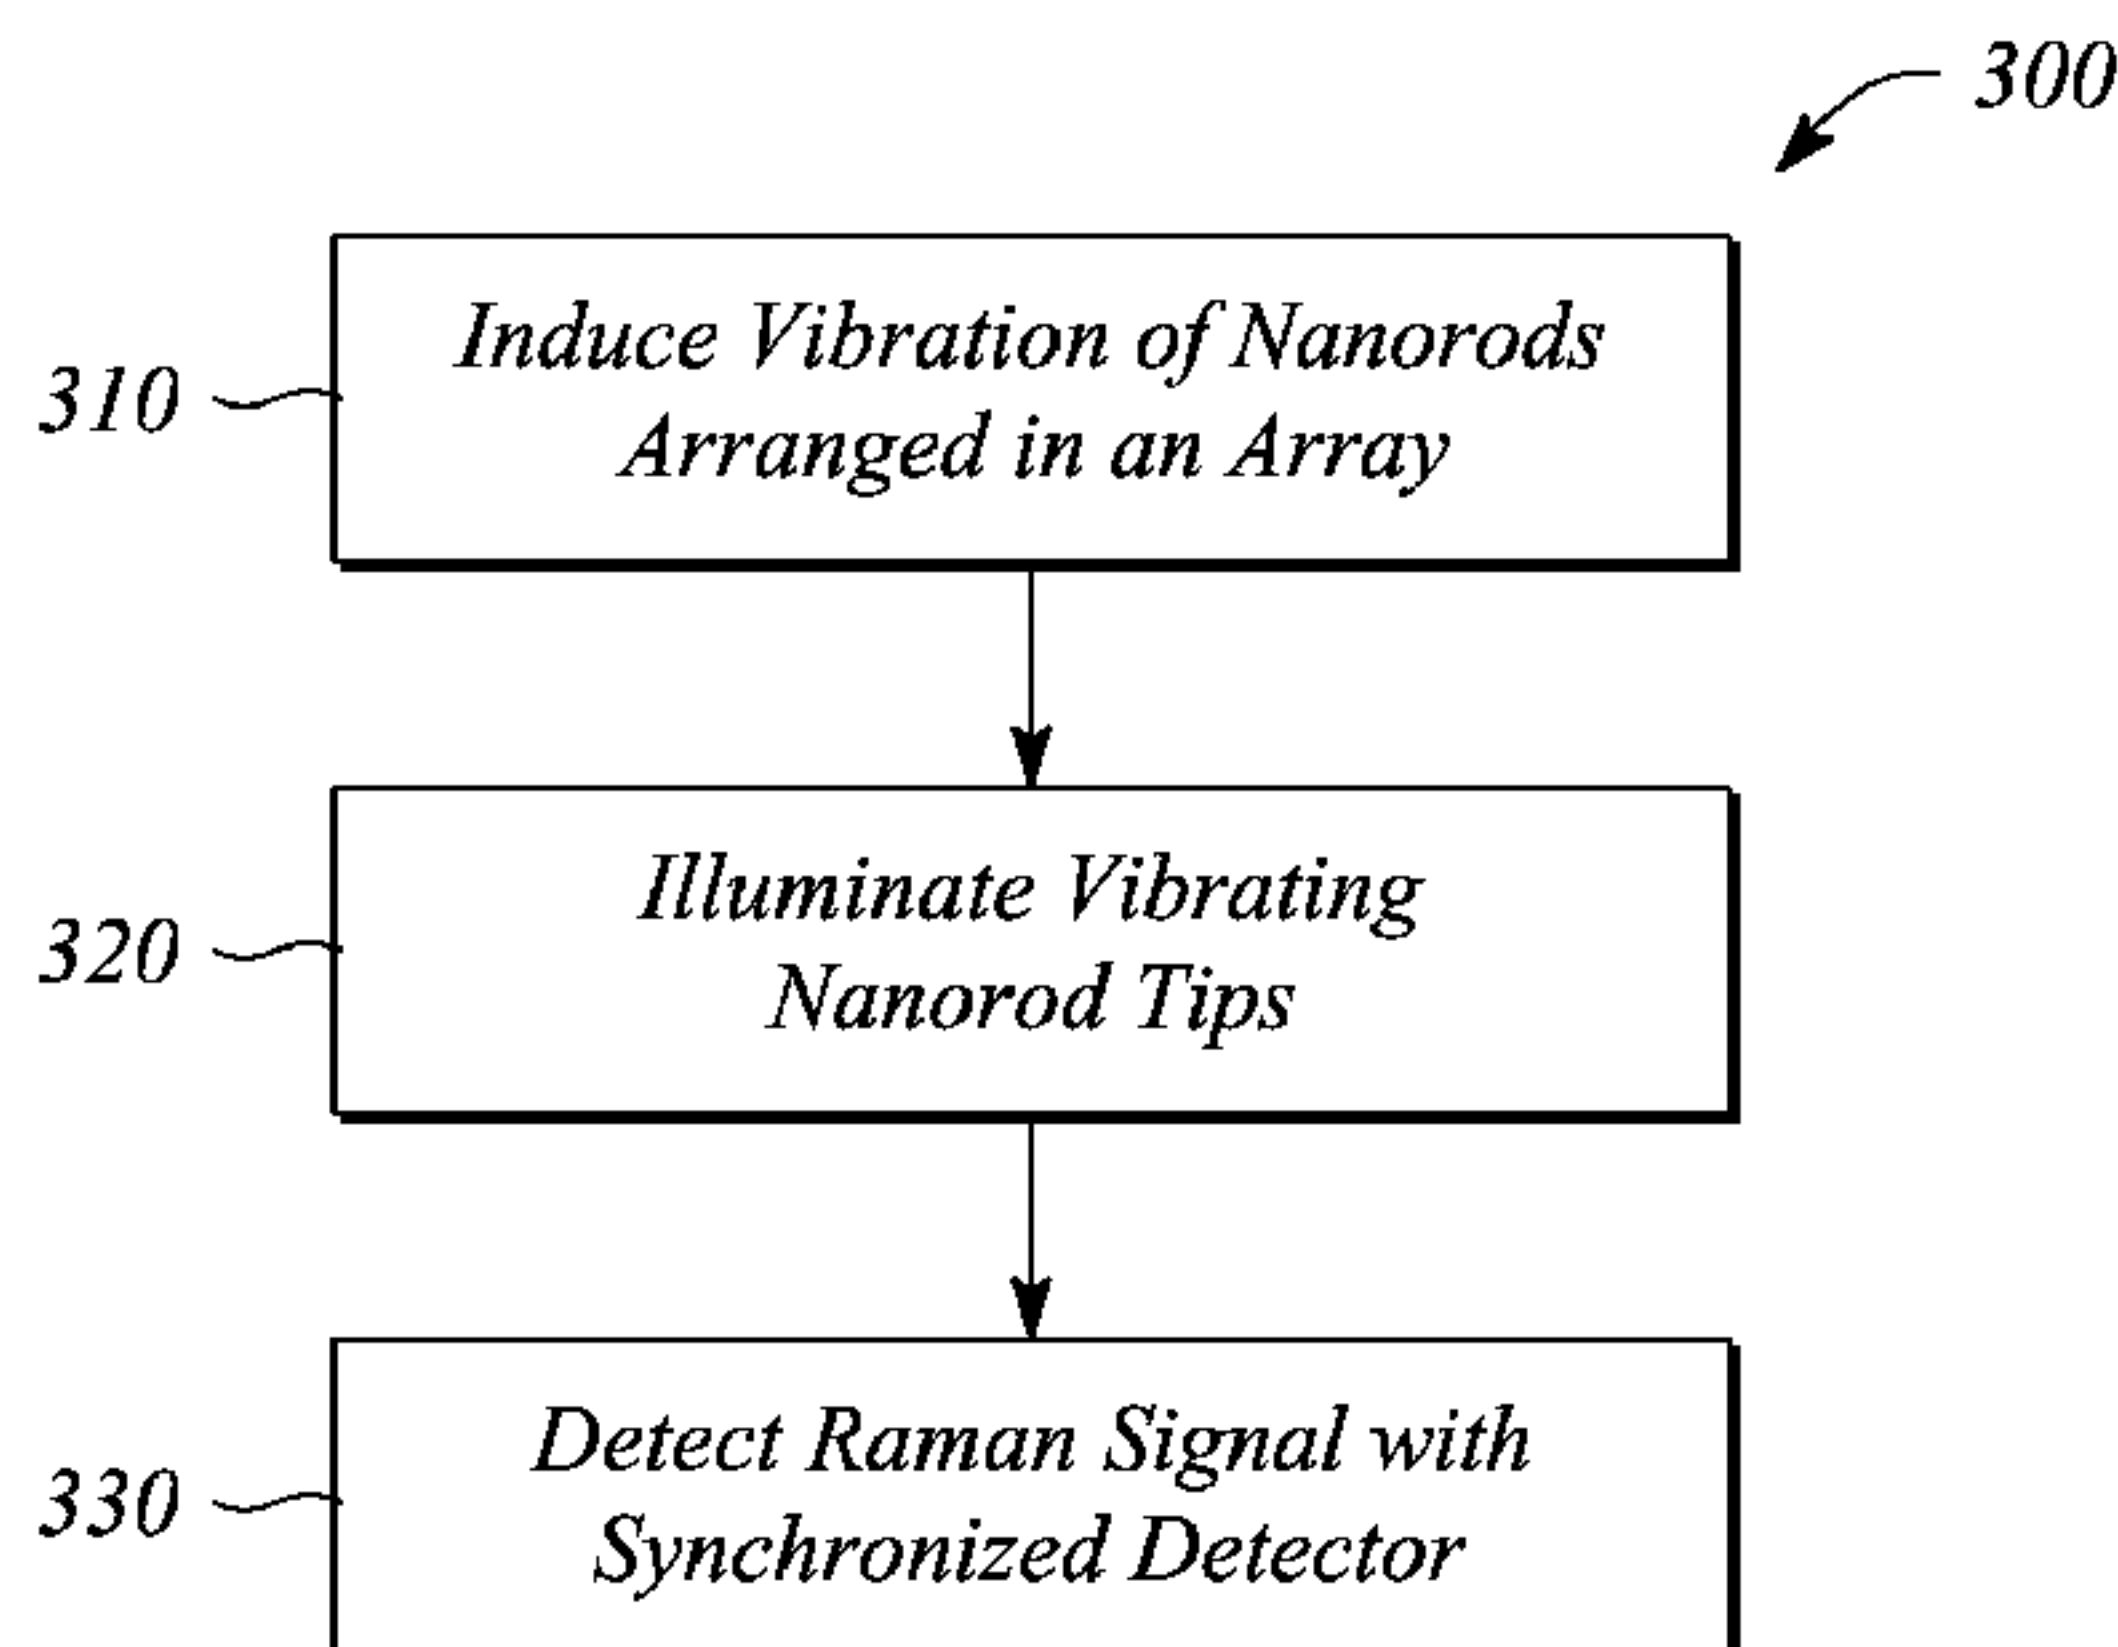 300
310
Induce Vibration of Nanorods
Arranged in an Array
320
Illuminate Vibrating
Nanorod Tips
330
Detect Raman Signal with
Synchronized Detector